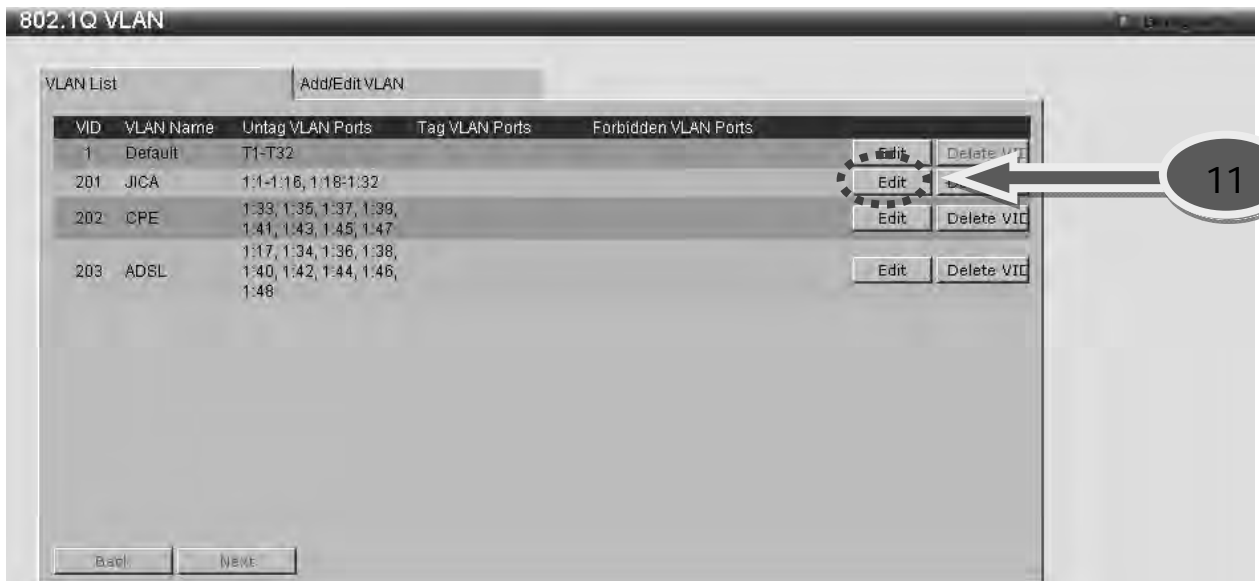 802.1Q VLAN
VLAN List Add/Edit VLAN
VID VLAN Name Untag VLAN Ports Tag VLAN Ports Forbidden VLAN Ports
1 Default T1-T32 Edit Delete VID
201 JICA 1:1-1:16, 1:18-1:32 Edit
11
202 CPE 1:33, 1:35, 1:37, 1:39, Edit Delete VID
1:41, 1:43, 1:45, 1:47
203 ADSL 1:17, 1:34, 1:36, 1:38, Edit Delete VID
1:40, 1:42, 1:44, 1:46,
1:48
Back Next